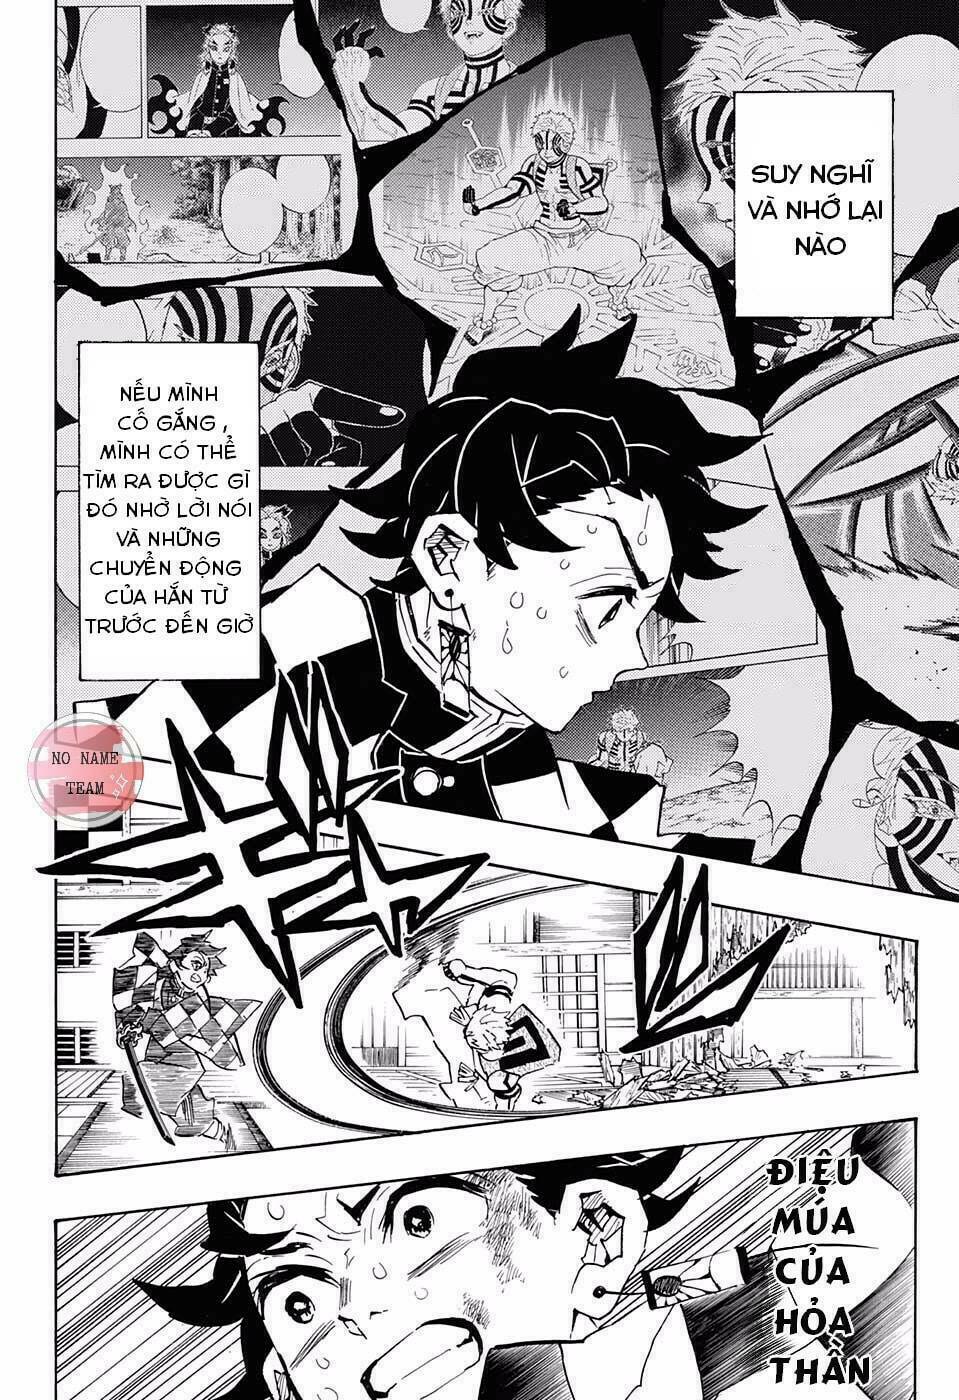 SUY NGHĨ
VÀ NHỚ LẠI
NÀO
NẾU MÌNH
CỐ GẮNG ,
MÌNH CÓ THỂ
TÌM RA ĐƯỢC GÌ
ĐÓ NHỜ LỜI NÓI
VÀ NHỮNG
CHUYỂN ĐỘNG
CỦA HẮN TỪ
TRƯỚC ĐẾN GIỜ
NO NAME
TEAM
ĐIỆU
MÚA
CỦA
HỎA
THẦN